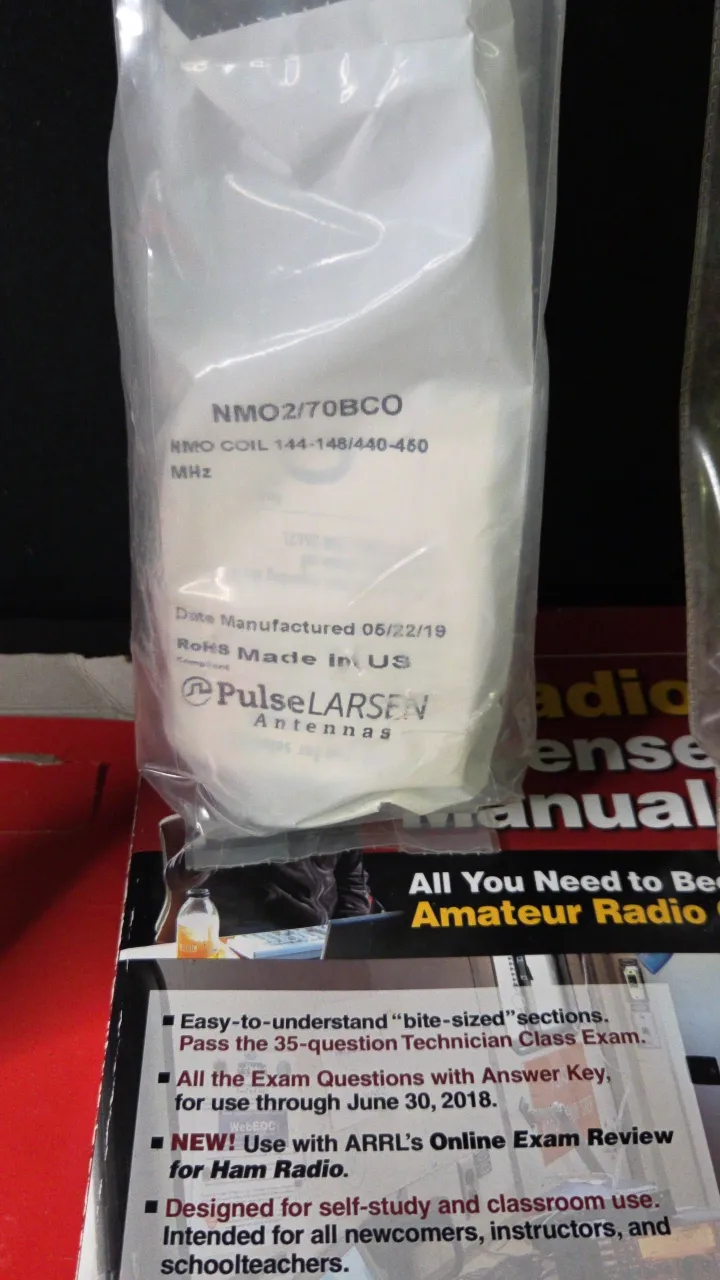 NMO2/70BCO
NMO COIL 144-148/440-450
MHz
Date Manufactured 05/22/19
RoHS Made in US
Compliant
PulseLARSEN
Antennas
adio
ense
Manual
All You Need to Be
Amateur Radio
▪ Easy-to-understand “bite-sized” sections.
Pass the 35-question Technician Class Exam.
▪ All the Exam Questions with Answer Key,
for use through June 30, 2018.
WebEOC
▪ NEW! Use with ARRL’s Online Exam Review
for Ham Radio.
▪ Designed for self-study and classroom use.
Intended for all newcomers, instructors, and
schoolteachers.